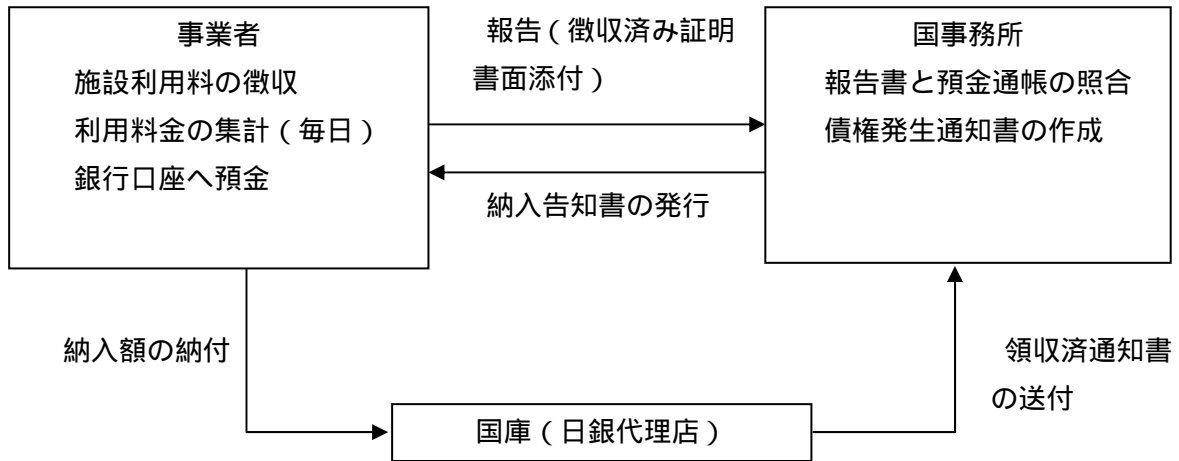 事業者
施設利用料の徴収
利用料金の集計(毎日)
銀行口座へ預金
報告(徴収済み証明
書面添付)
納入告知書の発行
国事務所
報告書と預金通帳の照合
債権発生通知書の作成
納入額の納付
領収済通知書
の送付
国庫(日銀代理店)